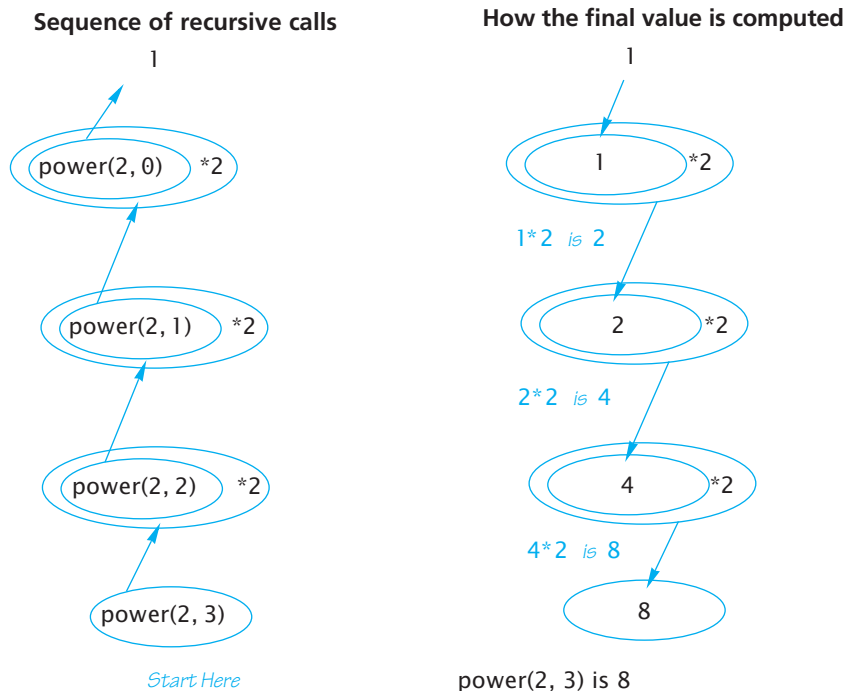 Sequence of recursive calls
1
power(2, 0) *2
power(2, 1) *2
power(2, 2) *2
power(2, 3)
Start Here
How the final value is computed
1
1 *2
1*2 is 2
2 *2
2*2 is 4
4 *2
4*2 is 8
8
power(2, 3) is 8